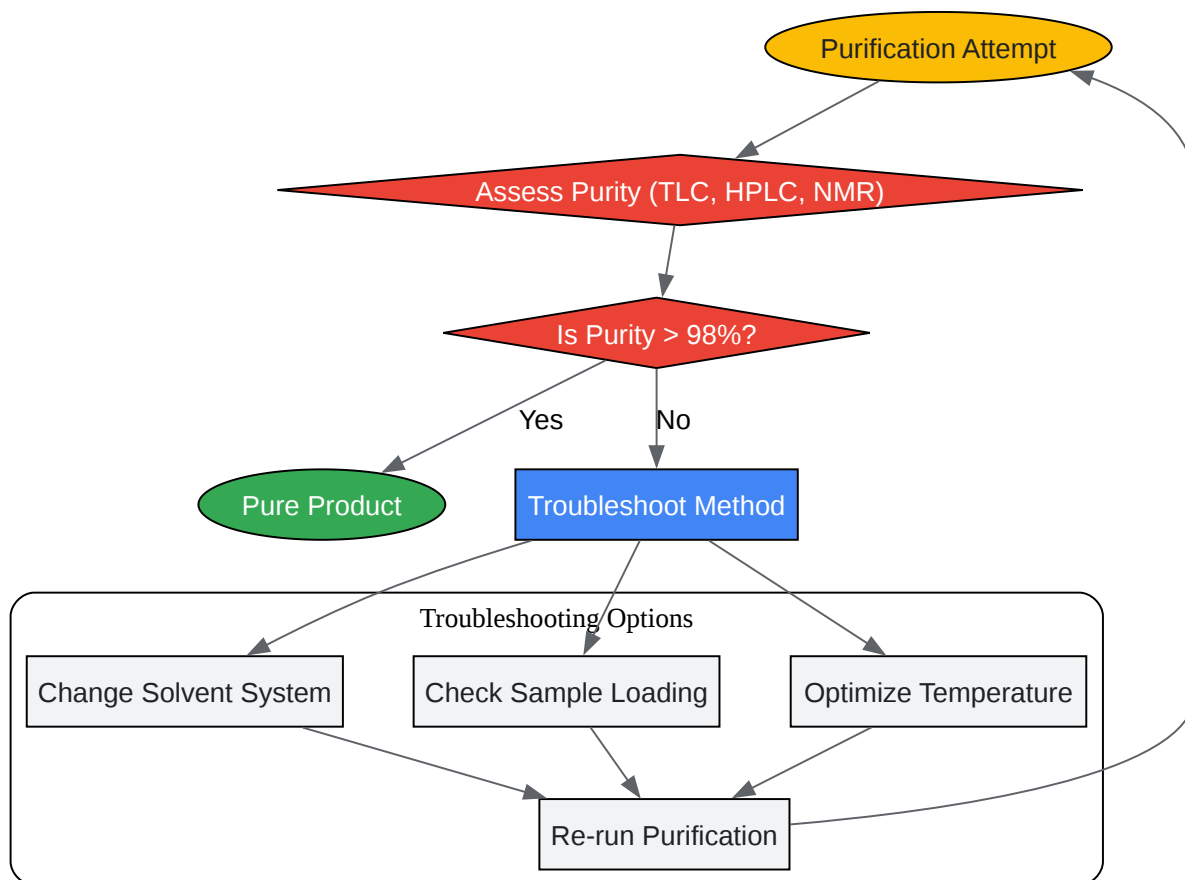 Purification Attempt
Assess Purity (TLC, HPLC, NMR)
Is Purity > 98%?
Yes
No
Pure Product
Troubleshoot Method
Troubleshooting Options
Change Solvent System
Check Sample Loading
Optimize Temperature
Re-run Purification